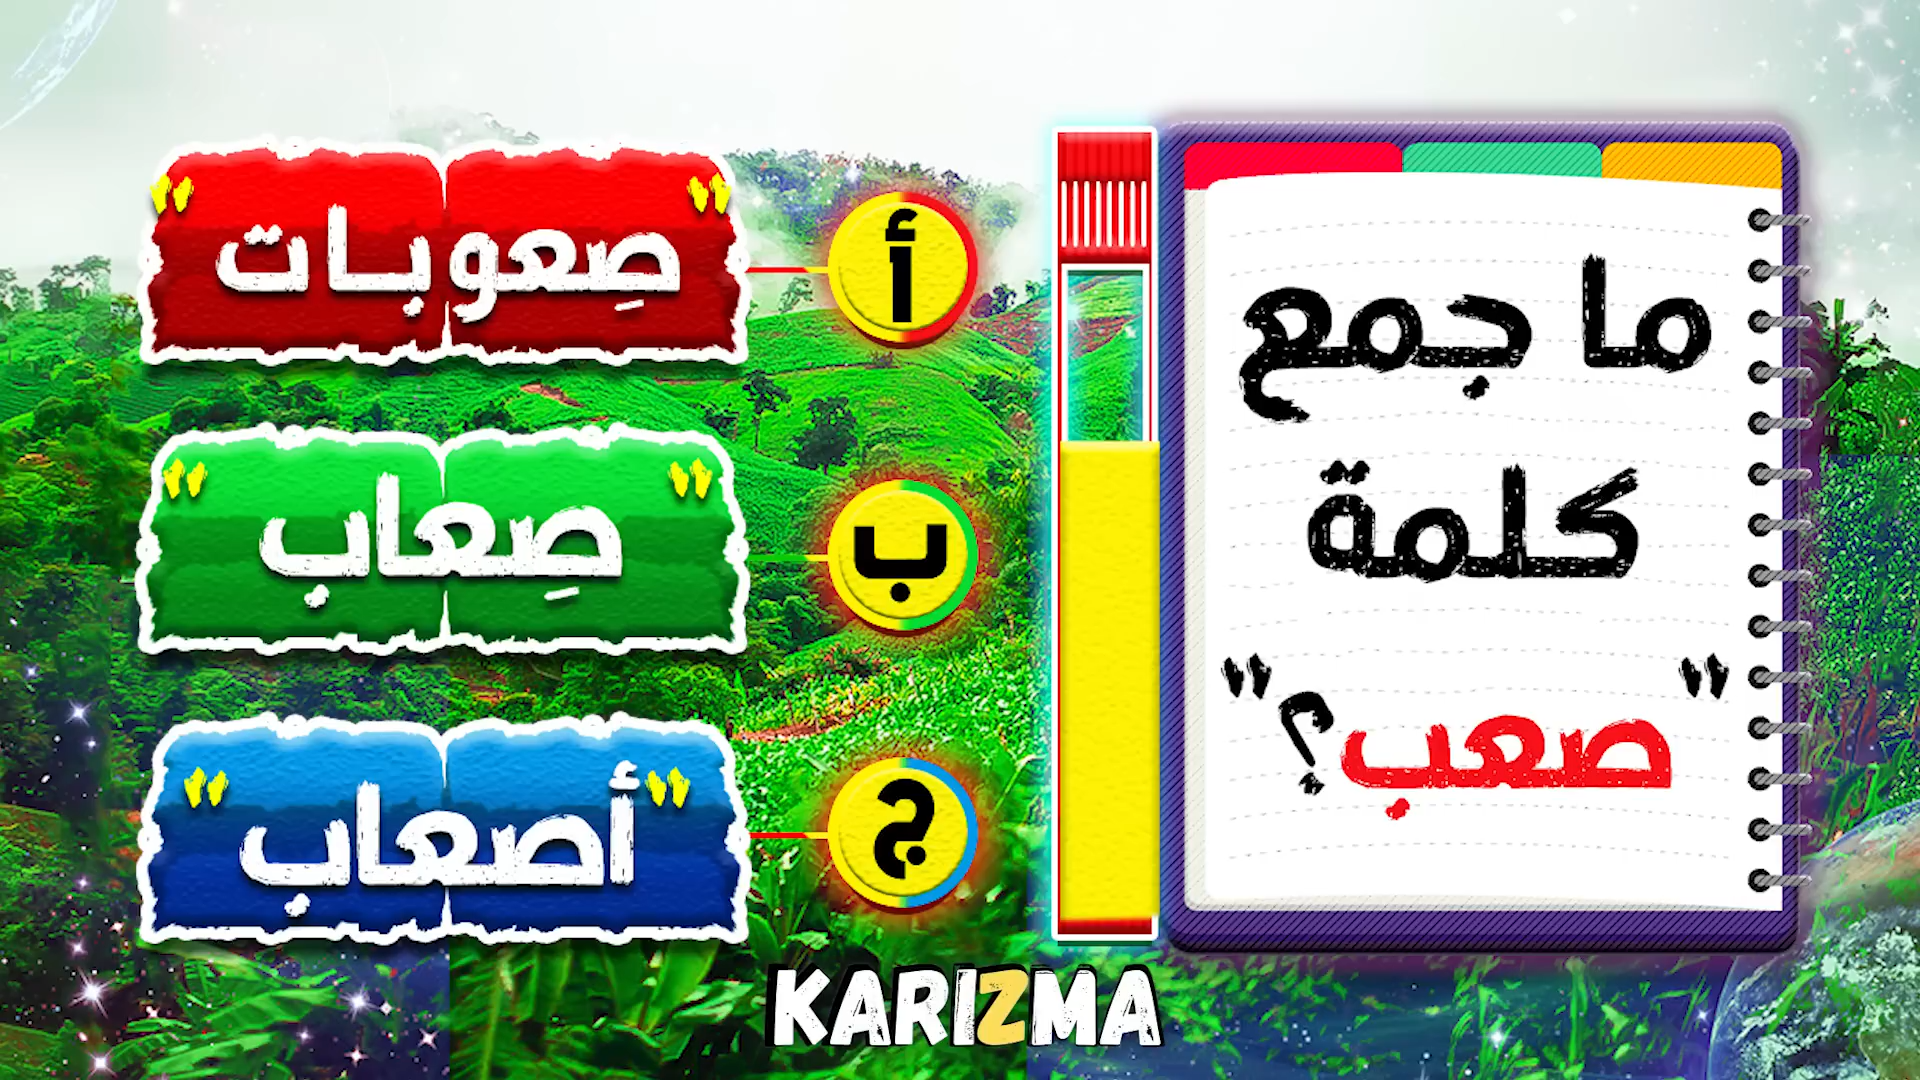 ما جمع
كلمة
"صعب؟"
أ
"صِعوبات"
ب
"صِعاب"
ج
"أصعاب"
KARIZMA